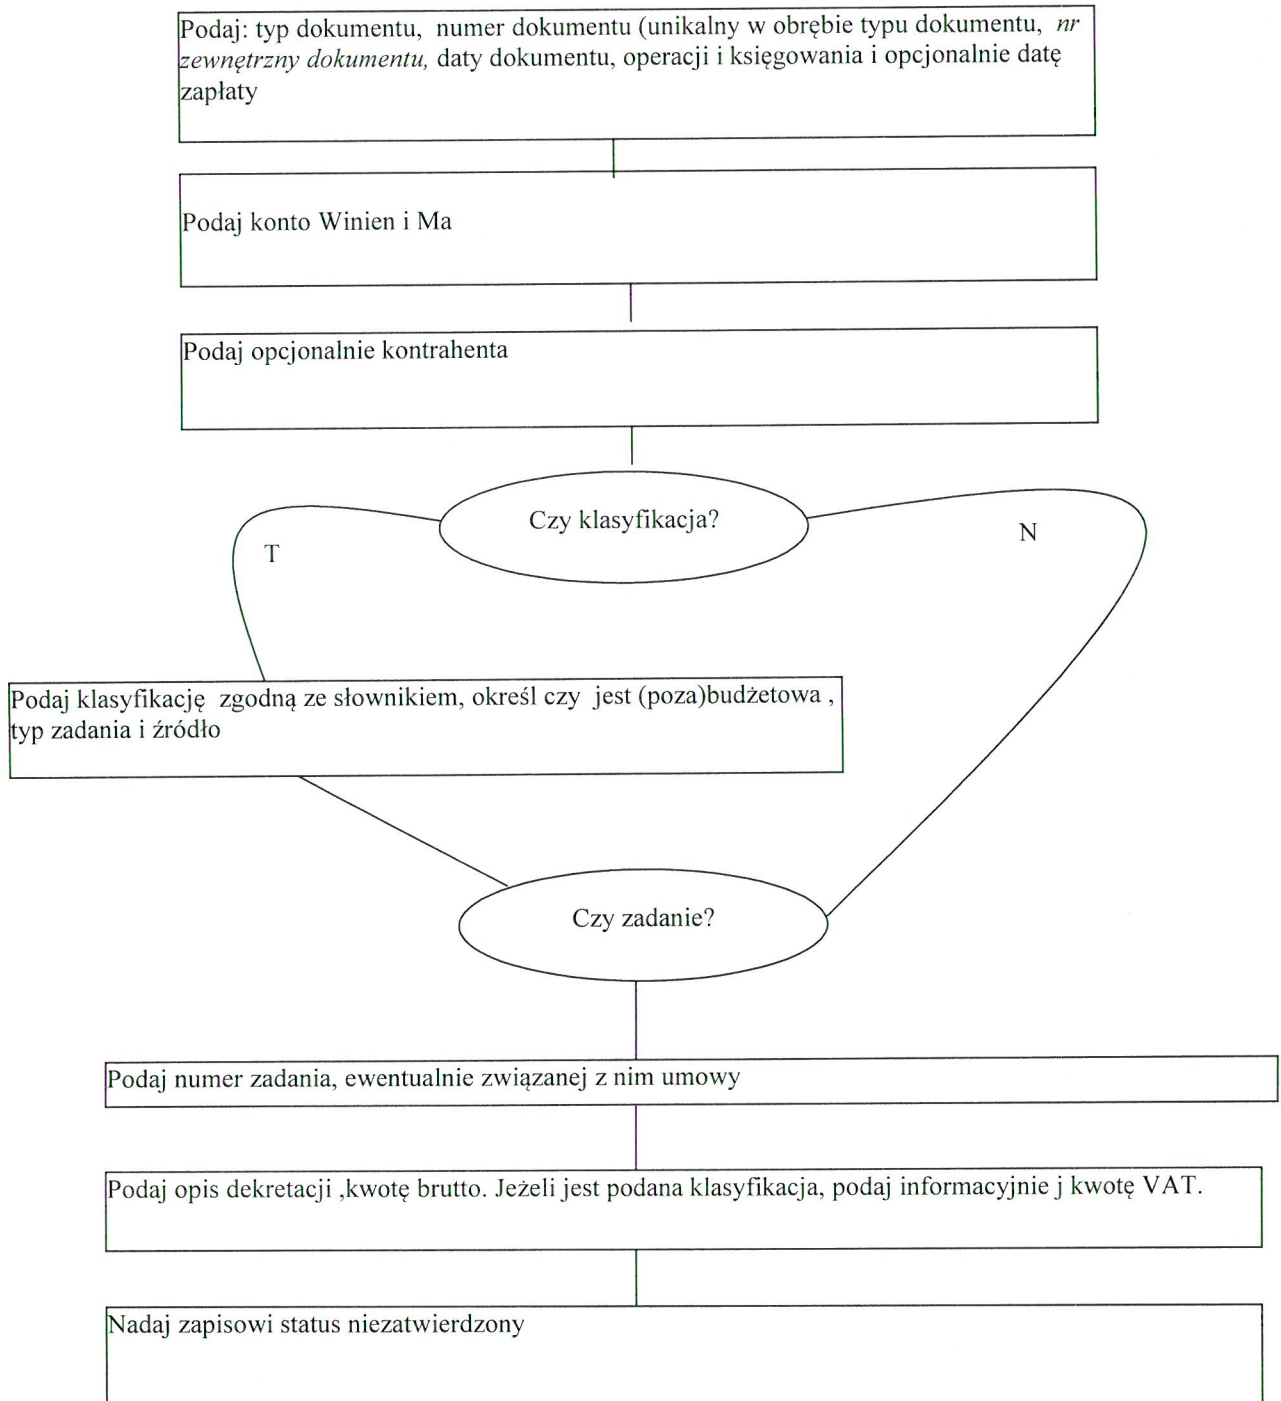 Podaj: typ dokumentu, numer dokumentu (unikalny w obrębie typu dokumentu, nr
zewnętrzny dokumentu, daty dokumentu, operacji i księgowania i opcjonalnie datę
zapłaty
Podaj konto Winien i Ma
Podaj opcjonalnie kontrahenta
Czy klasyfikacja?
T
N
Podaj klasyfikację zgodną ze słownikiem, określ czy jest (poza)budżetowa ,
typ zadania i źródło
Czy zadanie?
Podaj numer zadania, ewentualnie związanej z nim umowy
Podaj opis dekretacji ,kwotę brutto. Jeżeli jest podana klasyfikacja, podaj informacyjnie j kwotę VAT.
Nadaj zapisowi status niezatwierdzony